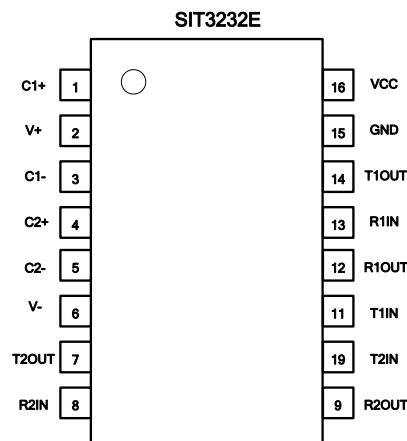 SIT3232E
C1+ 1 16 VCC
V+ 2 15 GND
C1- 3 14 T1OUT
C2+ 4 13 R1IN
C2- 5 12 R1OUT
V- 6 11 T1IN
T2OUT 7 19 T2IN
R2IN 8 9 R2OUT